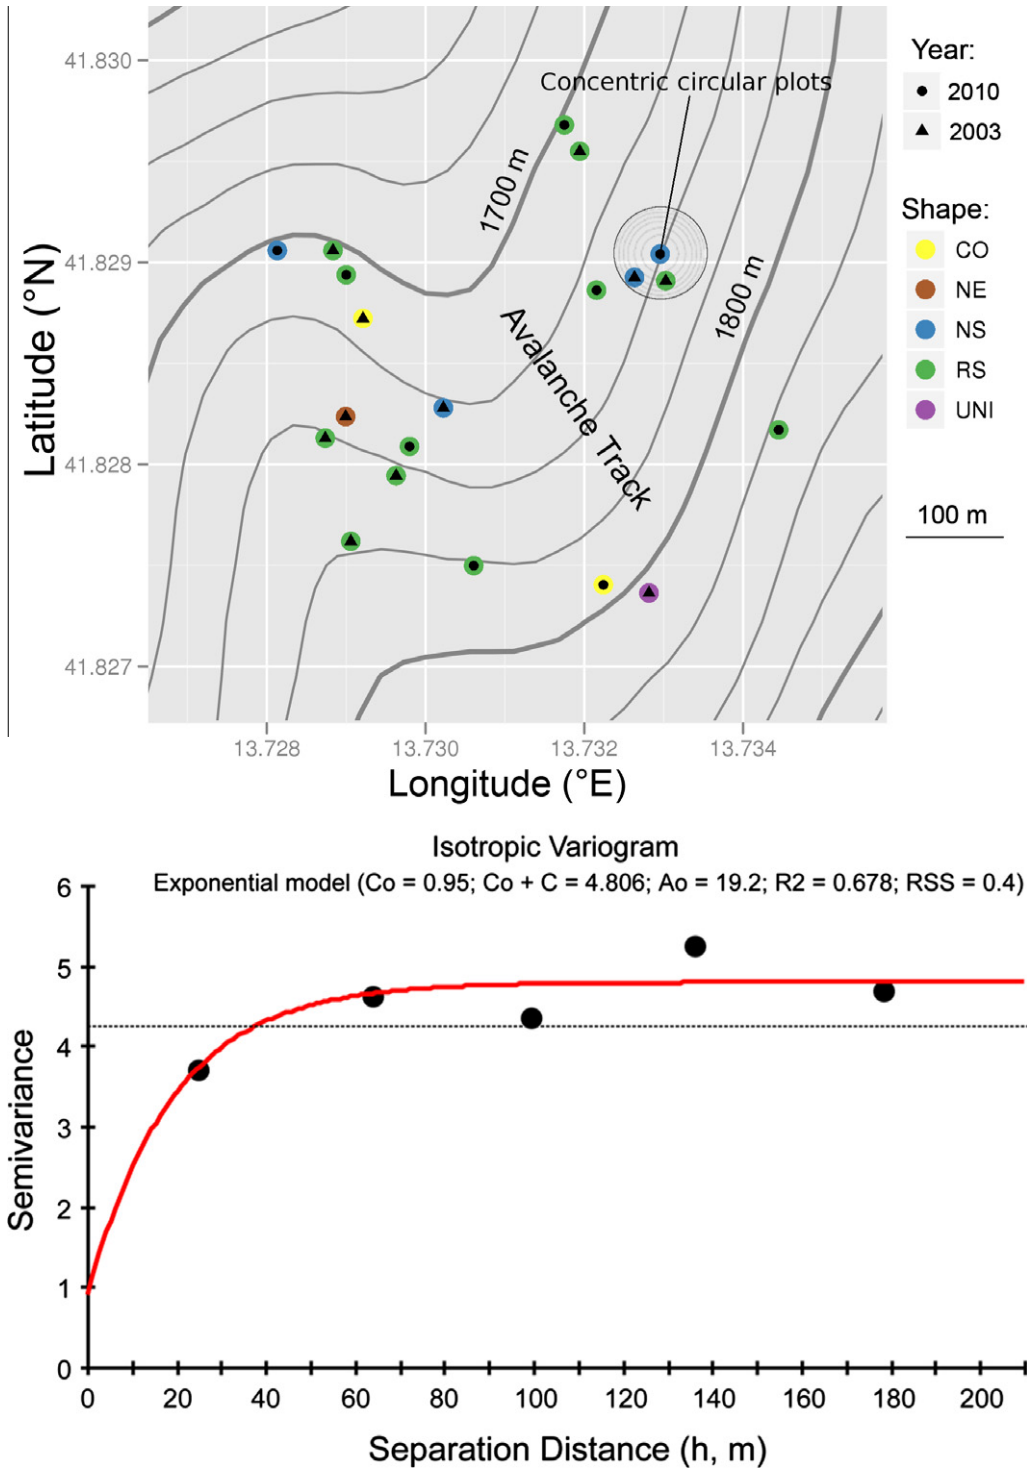 41.830
41.829
41.828
41.827
Latitude (°N)
Concentric circular plots
1700 m
1800 m
Avalanche Track
13.728 13.730 13.732 13.734
Longitude (°E)
Year:
2010
2003
Shape:
CO
NE
NS
RS
UNI
100 m
Isotropic Variogram
Exponential model (Co = 0.95; Co + C = 4.806; Ao = 19.2; R2 = 0.678; RSS = 0.4)
6
5
4
3
2
1
0
Semivariance
0 20 40 60 80 100 120 140 160 180 200
Separation Distance (h, m)